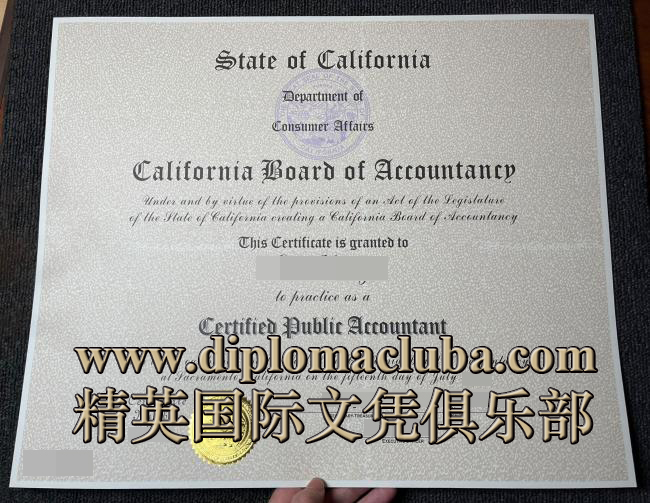 State of California
Department of
Consumer Affairs
California Board of Accountancy
Under and by virtue of the provisions of an Act of the Legislature
of the State of California creating a California Board of Accountancy
This Certificate is granted to
to practice as a
Certified Public Accountant
www.diplomacluba.com
at Sacramento, California on the fifteenth day of July
精英国际文凭俱乐部